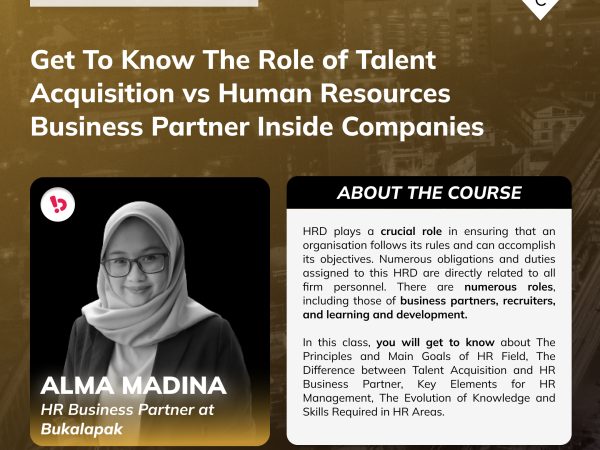 C
Get To Know The Role of Talent
Acquisition vs Human Resources
Business Partner Inside Companies
ALMA MADINA
HR Business Partner at
Bukalapak
ABOUT THE COURSE
HRD plays a crucial role in ensuring that an
organisation follows its rules and can accomplish
its objectives. Numerous obligations and duties
assigned to this HRD are directly related to all
firm personnel. There are numerous roles,
including those of business partners, recruiters,
and learning and development.
In this class, you will get to know about The
Principles and Main Goals of HR Field, The
Difference between Talent Acquisition and HR
Business Partner, Key Elements for HR
Management, The Evolution of Knowledge and
Skills Required in HR Areas.